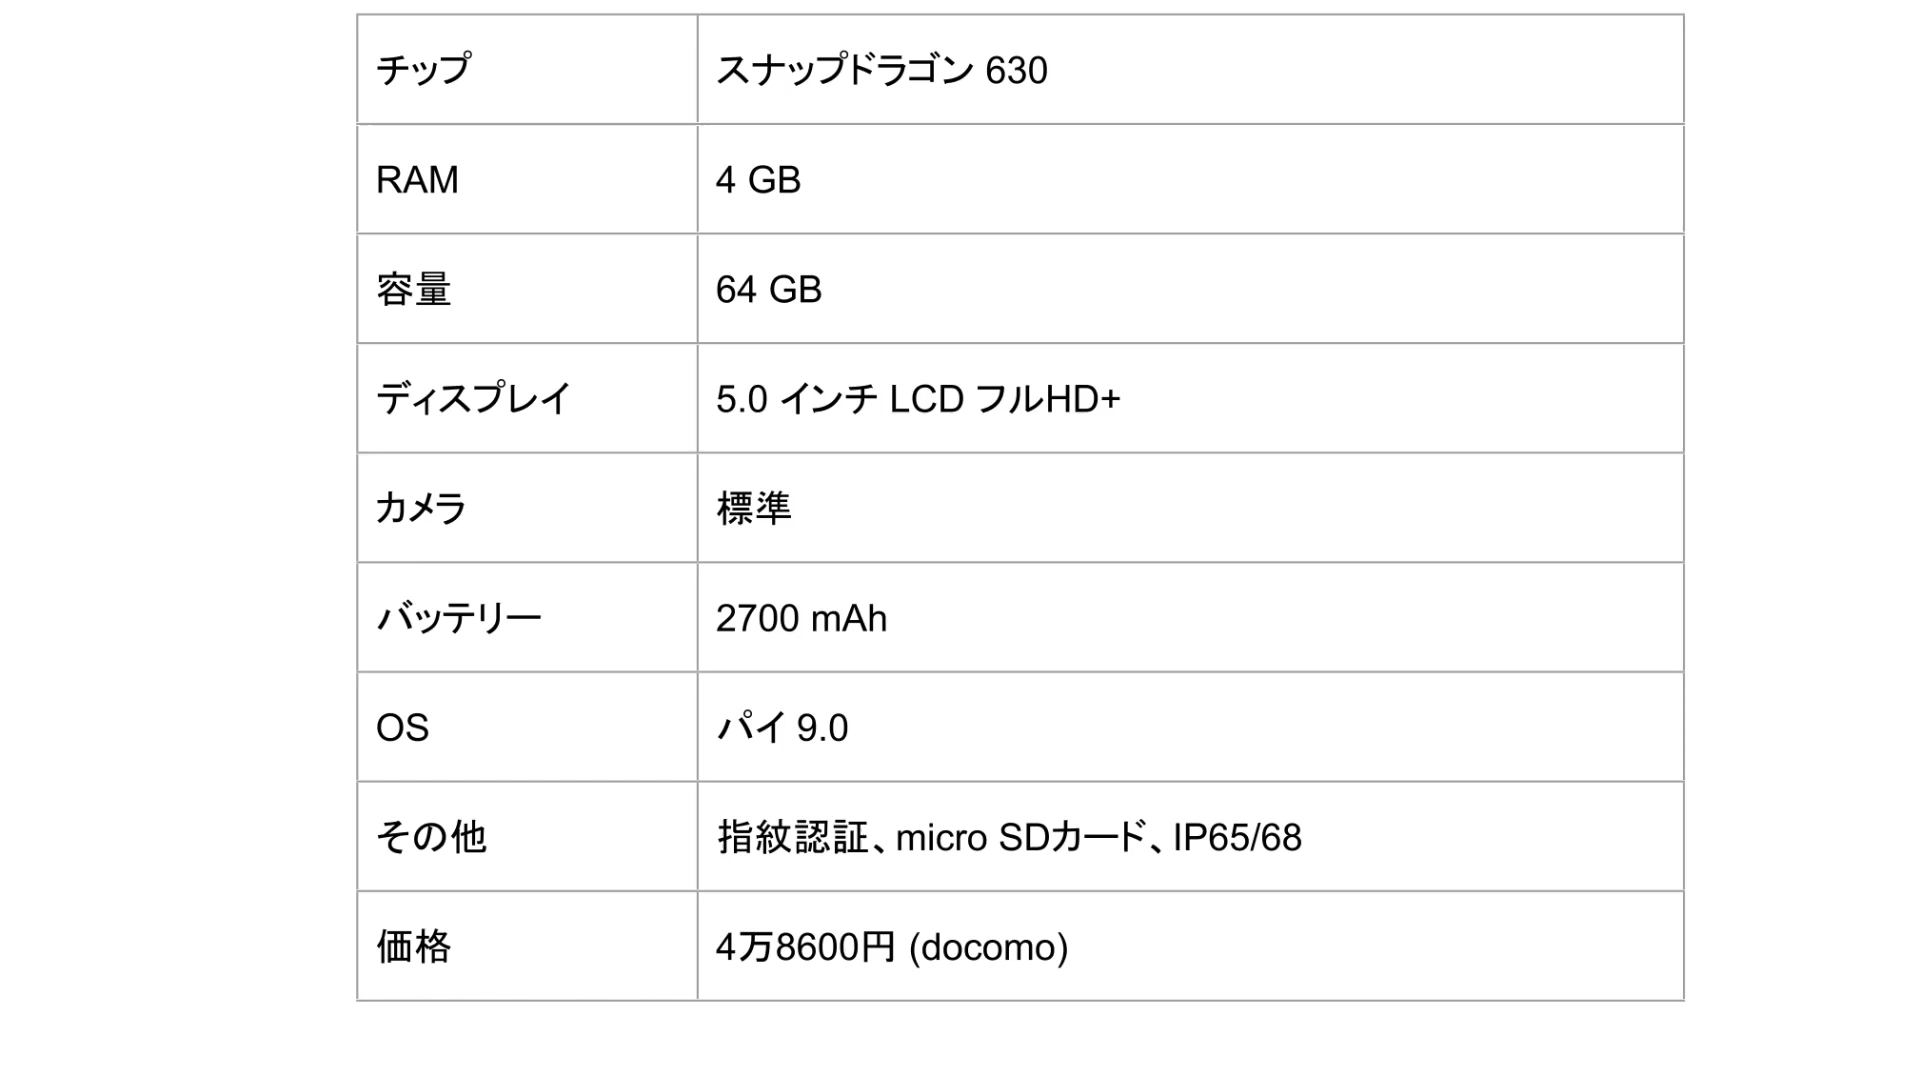 チップ スナップドラゴン 630
RAM 4 GB
容量 64 GB
ディスプレイ 5.0 インチ LCD フルHD+
カメラ 標準
バッテリー 2700 mAh
OS パイ 9.0
その他 指紋認証、micro SDカード、IP65/68
価格 4万8600円 (docomo)